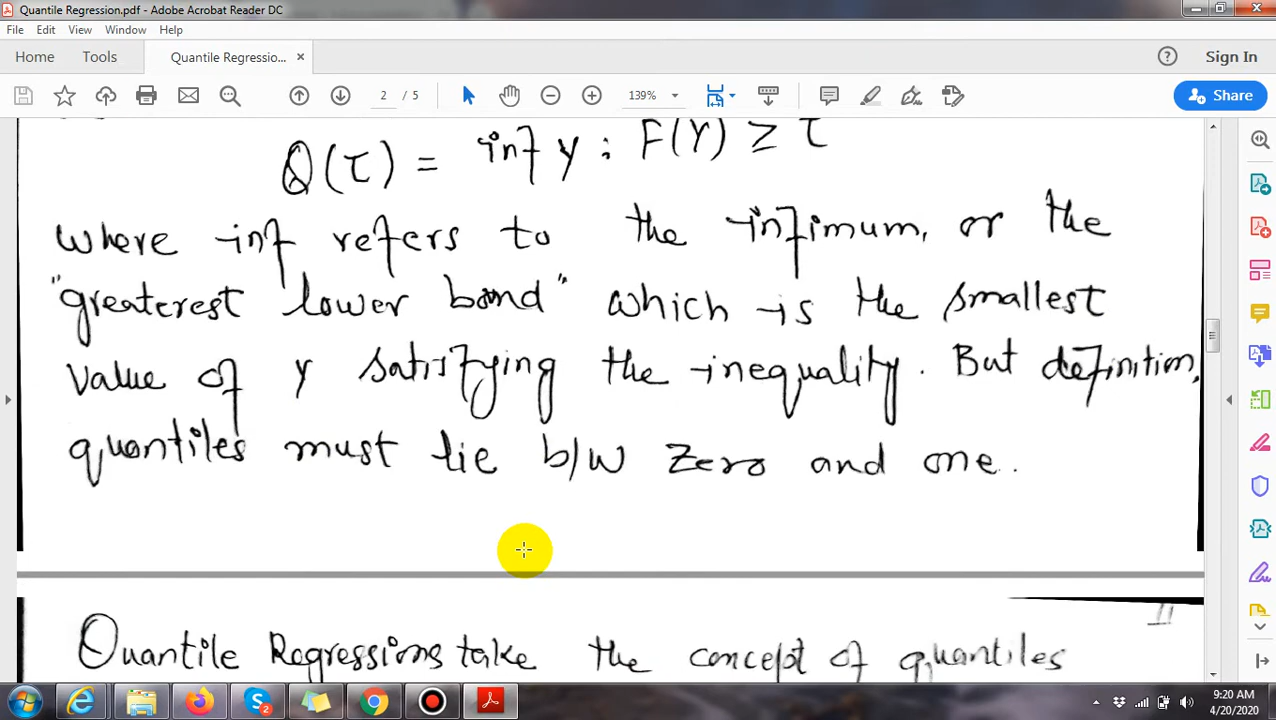 Quantile Regression.pdf - Adobe Acrobat Reader DC
File Edit View Window Help
Home Tools Quantile Regressio... × Sign In
2 / 5 139% Share
Q(τ) = inf y : F(Y) ≥ τ
where inf refers to the infimum, or the
"greaterest lower bond" which is the smallest
value of y satisfying the inequality. But definition,
quantiles must lie b/w zero and one.
II
Quantile Regressions take the concept of quantiles
9:20 AM
4/20/2020